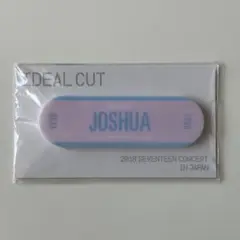 IDEAL CUT
JOSHUA
2018 SEVENTEEN CONCERT
IN JAPAN